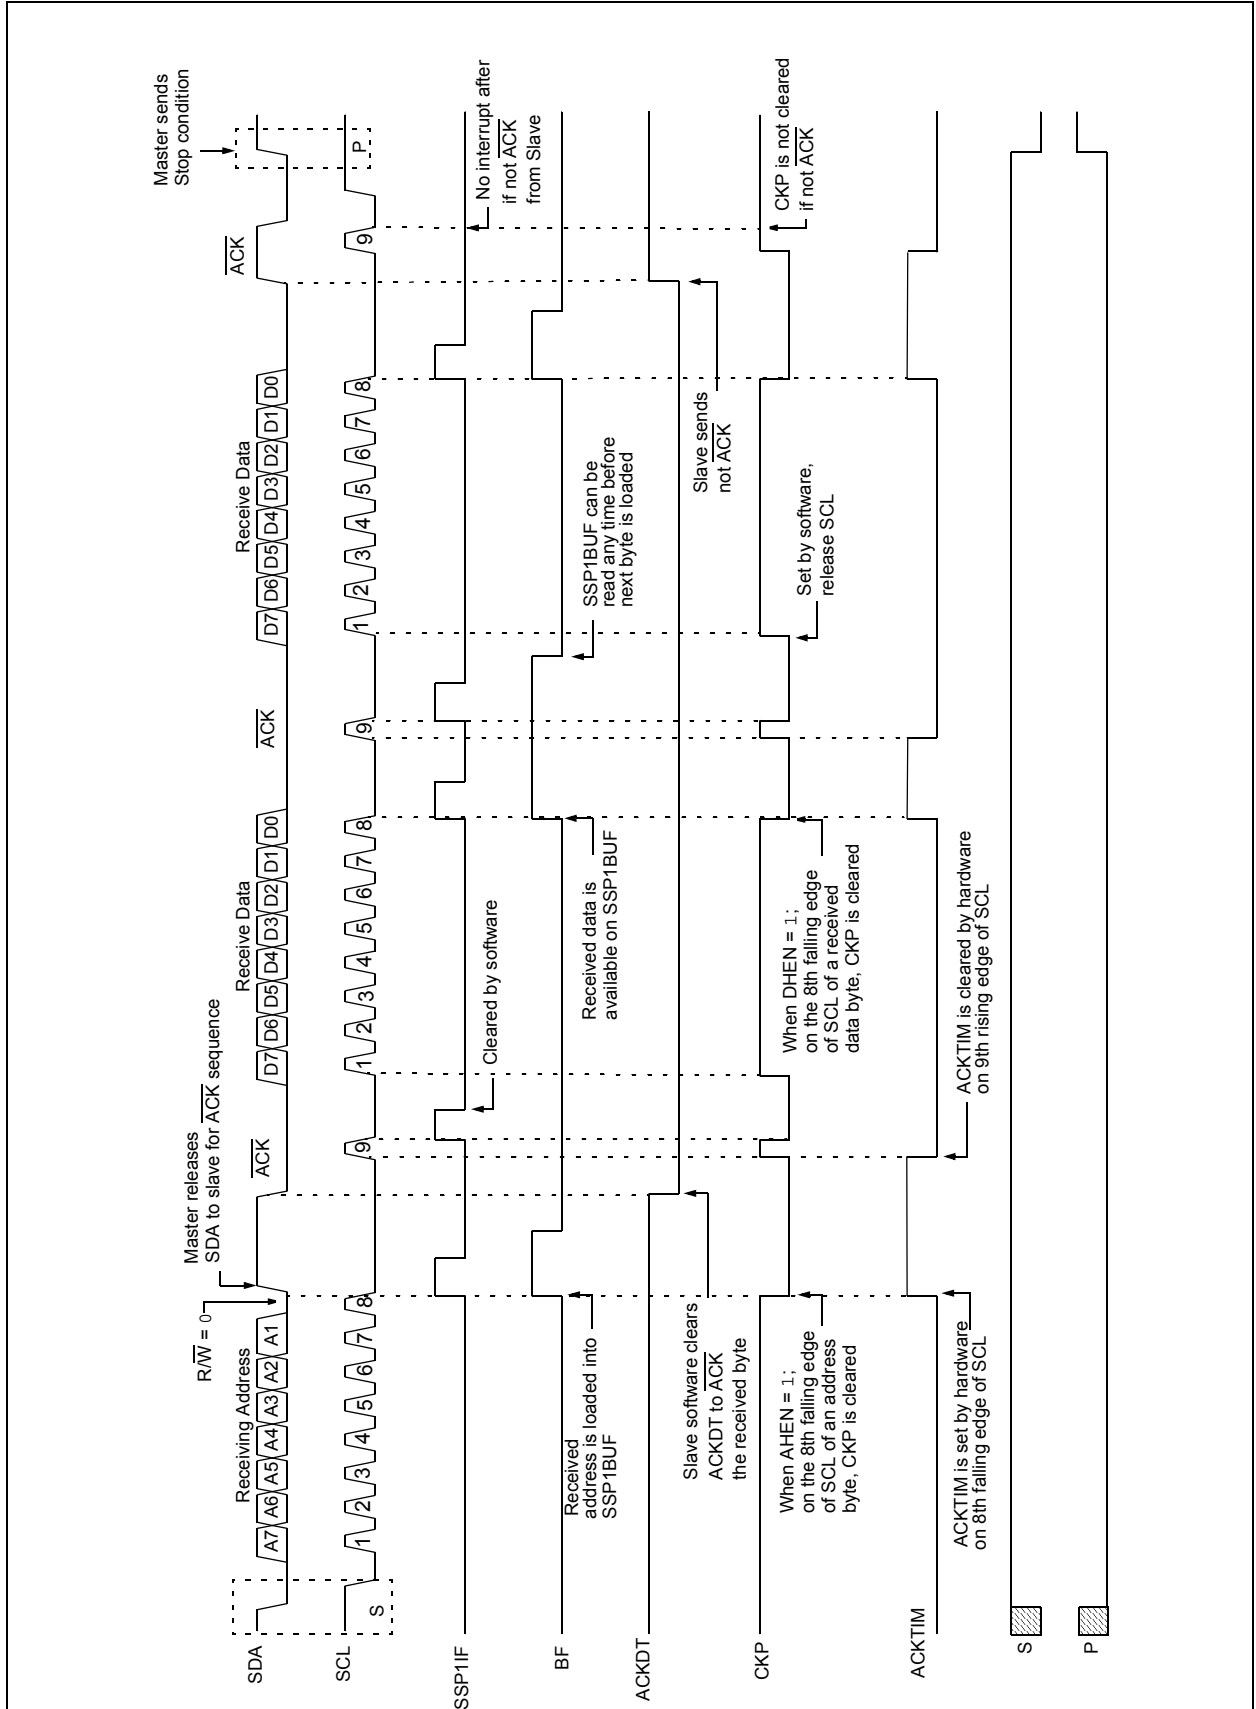 Master sends
Stop condition
Master releases
SDA to slave for ACK sequence
R/W = 0
Receiving Address
Receive Data
Receive Data
ACK
ACK
ACK
SDA
A7 A6 A5 A4 A3 A2 A1
D7 D6 D5 D4 D3 D2 D1 D0
D7 D6 D5 D4 D3 D2 D1 D0
SCL
S
1 2 3 4 5 6 7 8 9
1 2 3 4 5 6 7 8 9
1 2 3 4 5 6 7 8 9
P
SSP1IF
Cleared by software
No interrupt after
if not ACK
from Slave
BF
Received
address is loaded into
SSP1BUF
Received data is
available on SSP1BUF
SSP1BUF can be
read any time before
next byte is loaded
ACKDT
Slave software clears
ACKDT to ACK
the received byte
Slave sends
not ACK
CKP
When AHEN = 1;
on the 8th falling edge
of SCL of an address
byte, CKP is cleared
When DHEN = 1;
on the 8th falling edge
of SCL of a received
data byte, CKP is cleared
Set by software,
release SCL
CKP is not cleared
if not ACK
ACKTIM
ACKTIM is set by hardware
on 8th falling edge of SCL
ACKTIM is cleared by hardware
on 9th rising edge of SCL
S
P